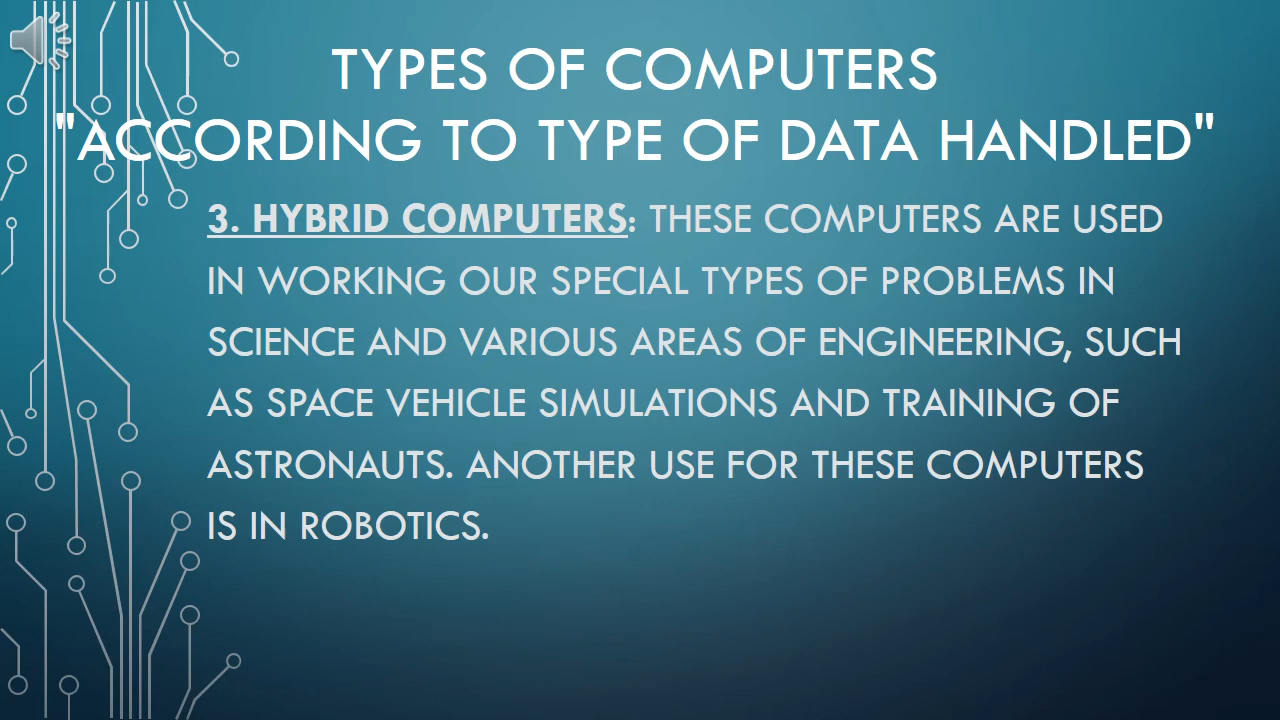 TYPES OF COMPUTERS
"ACCORDING TO TYPE OF DATA HANDLED"
3. HYBRID COMPUTERS: THESE COMPUTERS ARE USED
IN WORKING OUR SPECIAL TYPES OF PROBLEMS IN
SCIENCE AND VARIOUS AREAS OF ENGINEERING, SUCH
AS SPACE VEHICLE SIMULATIONS AND TRAINING OF
ASTRONAUTS. ANOTHER USE FOR THESE COMPUTERS
IS IN ROBOTICS.